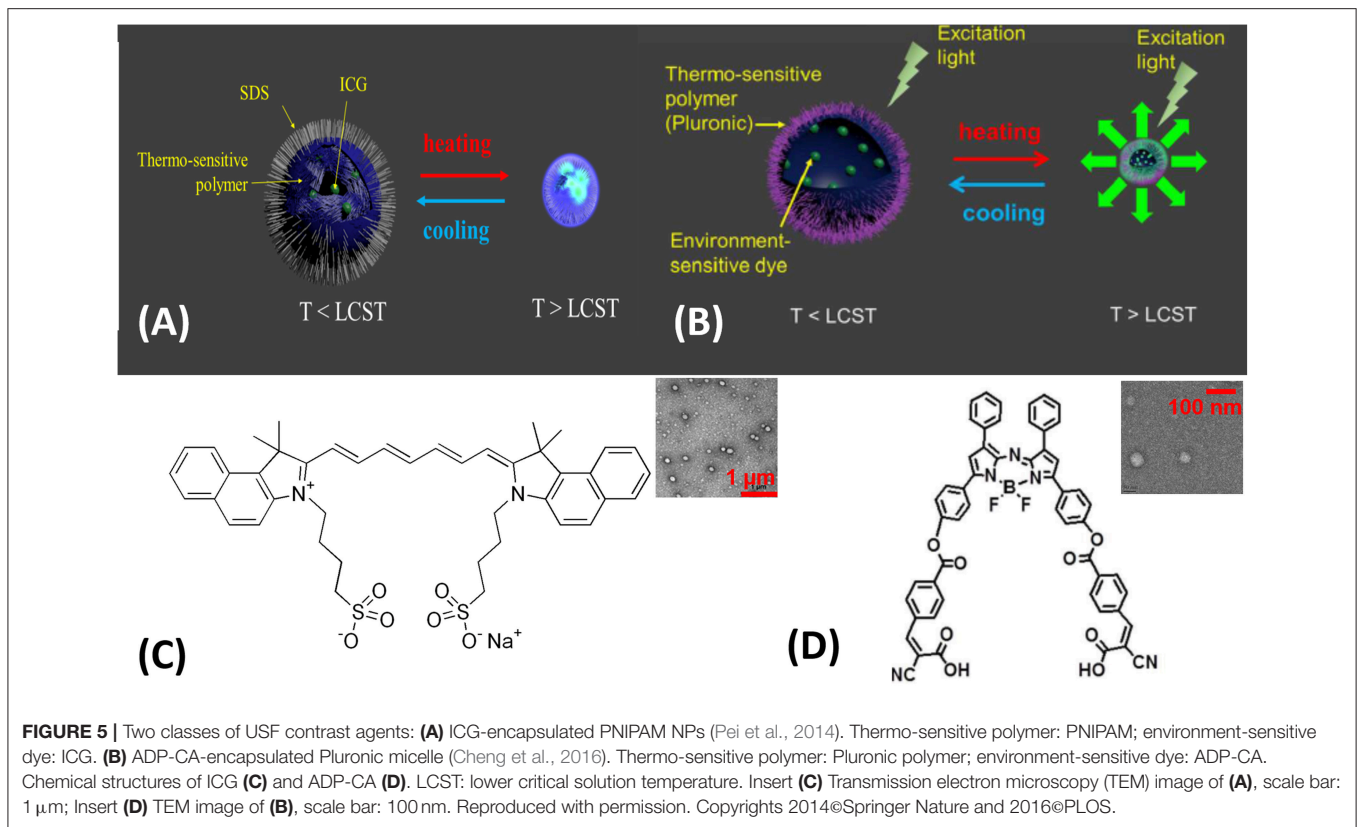 SDS
ICG
Thermo-sensitive
polymer
heating
cooling
T < LCST
T > LCST
(A)
Excitation
light
Thermo-sensitive
polymer
(Pluronic)
Environment-
sensitive dye
heating
cooling
Excitation
light
T < LCST
T > LCST
(B)
N⁺
N
O
S
O
⁻O
O
S
O
O⁻ Na⁺
1 µm
(C)
N
N
N
B
F
F
O
O
O
O
O
OH
NC
O
HO
CN
100 nm
(D)
FIGURE 5 | Two classes of USF contrast agents: (A) ICG-encapsulated PNIPAM NPs (Pei et al., 2014). Thermo-sensitive polymer: PNIPAM; environment-sensitive
dye: ICG. (B) ADP-CA-encapsulated Pluronic micelle (Cheng et al., 2016). Thermo-sensitive polymer: Pluronic polymer; environment-sensitive dye: ADP-CA.
Chemical structures of ICG (C) and ADP-CA (D). LCST: lower critical solution temperature. Insert (C) Transmission electron microscopy (TEM) image of (A), scale bar:
1 µm; Insert (D) TEM image of (B), scale bar: 100 nm. Reproduced with permission. Copyrights 2014©Springer Nature and 2016©PLOS.